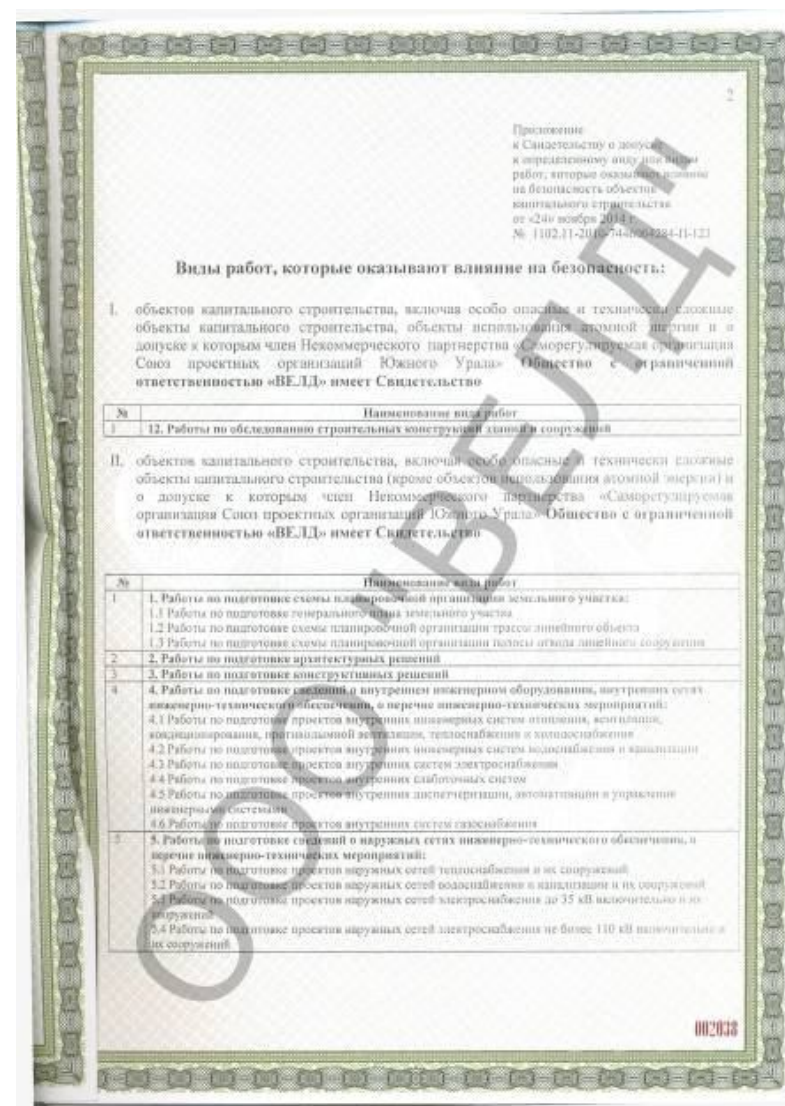 2
Приложение
к Свидетельству о допуске
к определенному виду или видам
работ, которые оказывают влияние
на безопасность объектов
капитального строительства
от «24» ноября 2014 г.
№ 1102.11-2010-7446004284-П-123
Виды работ, которые оказывают влияние на безопасность:
I. объектов капитального строительства, включая особо опасные и технически сложные
объекты капитального строительства, объекты использования атомной энергии и о
допуске к которым член Некоммерческого партнерства «Саморегулируемая организация
Союз проектных организаций Южного Урала» Общество с ограниченной
ответственностью «ВЕЛД» имеет Свидетельство
№ Наименование вида работ
1 12. Работы по обследованию строительных конструкций зданий и сооружений
II. объектов капитального строительства, включая особо опасные и технически сложные
объекты капитального строительства (кроме объектов использования атомной энергии) и
о допуске к которым член Некоммерческого партнерства «Саморегулируемая
организация Союз проектных организаций Южного Урала» Общество с ограниченной
ответственностью «ВЕЛД» имеет Свидетельство
№ Наименование вида работ
1 1. Работы по подготовке схемы планировочной организации земельного участка:
1.1 Работы по подготовке генерального плана земельного участка
1.2 Работы по подготовке схемы планировочной организации трассы линейного объекта
1.3 Работы по подготовке схемы планировочной организации полосы отвода линейного сооружения
2 2. Работы по подготовке архитектурных решений
3 3. Работы по подготовке конструктивных решений
4 4. Работы по подготовке сведений о внутреннем инженерном оборудовании, внутренних сетях
инженерно-технического обеспечения, о перечне инженерно-технических мероприятий:
4.1 Работы по подготовке проектов внутренних инженерных систем отопления, вентиляции,
кондиционирования, противодымной вентиляции, теплоснабжения и холодоснабжения
4.2 Работы по подготовке проектов внутренних инженерных систем водоснабжения и канализации
4.3 Работы по подготовке проектов внутренних систем электроснабжения
4.4 Работы по подготовке проектов внутренних слаботочных систем
4.5 Работы по подготовке проектов внутренних диспетчеризации, автоматизации и управления
инженерными системами
4.6 Работы по подготовке проектов внутренних систем газоснабжения
5 5. Работы по подготовке сведений о наружных сетях инженерно-технического обеспечения, о
перечне инженерно-технических мероприятий:
5.1 Работы по подготовке проектов наружных сетей теплоснабжения и их сооружений
5.2 Работы по подготовке проектов наружных сетей водоснабжения и канализации и их сооружений
5.3 Работы по подготовке проектов наружных сетей электроснабжения до 35 кВ включительно и их
сооружений
5.4 Работы по подготовке проектов наружных сетей электроснабжения не более 110 кВ включительно и
их сооружений
002038
ООО "ВЕЛД"